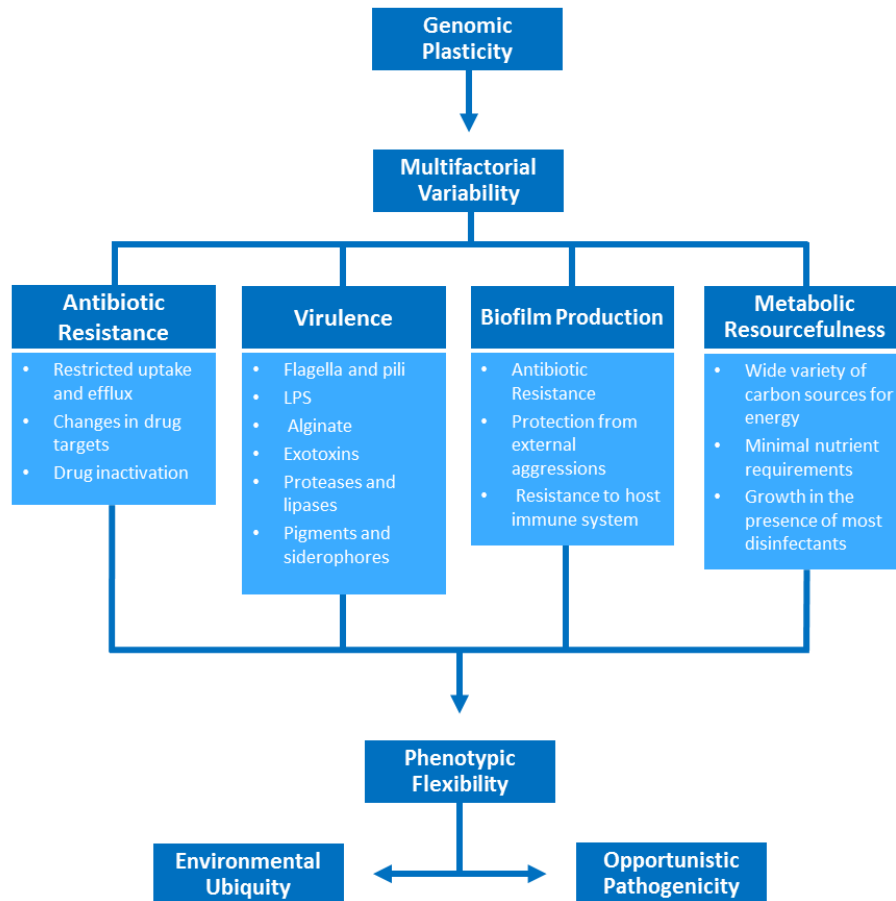 Genomic
Plasticity
Multifactorial
Variability
Antibiotic
Resistance
• Restricted uptake
and efflux
• Changes in drug
targets
• Drug inactivation
Virulence
• Flagella and pili
• LPS
• Alginate
• Exotoxins
• Proteases and
lipases
• Pigments and
siderophores
Biofilm Production
• Antibiotic
Resistance
• Protection from
external
aggressions
• Resistance to host
immune system
Metabolic
Resourcefulness
• Wide variety of
carbon sources for
energy
• Minimal nutrient
requirements
• Growth in the
presence of most
disinfectants
Phenotypic
Flexibility
Environmental
Ubiquity
Opportunistic
Pathogenicity